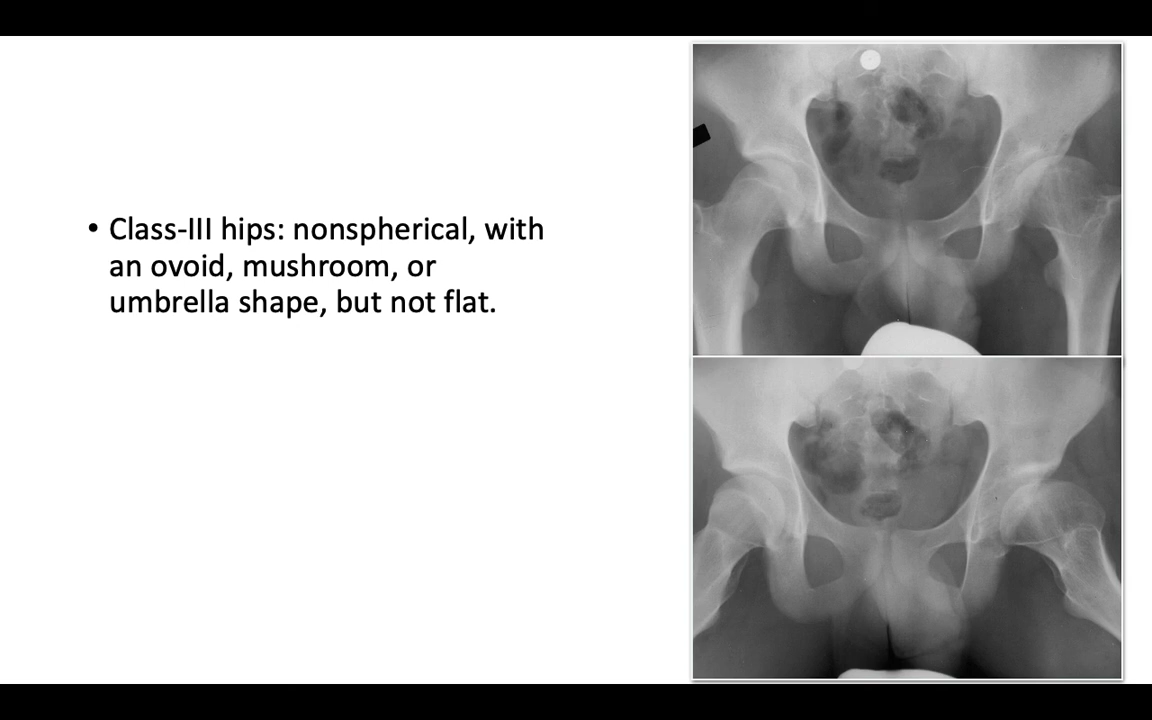 • Class-III hips: nonspherical, with
an ovoid, mushroom, or
umbrella shape, but not flat.